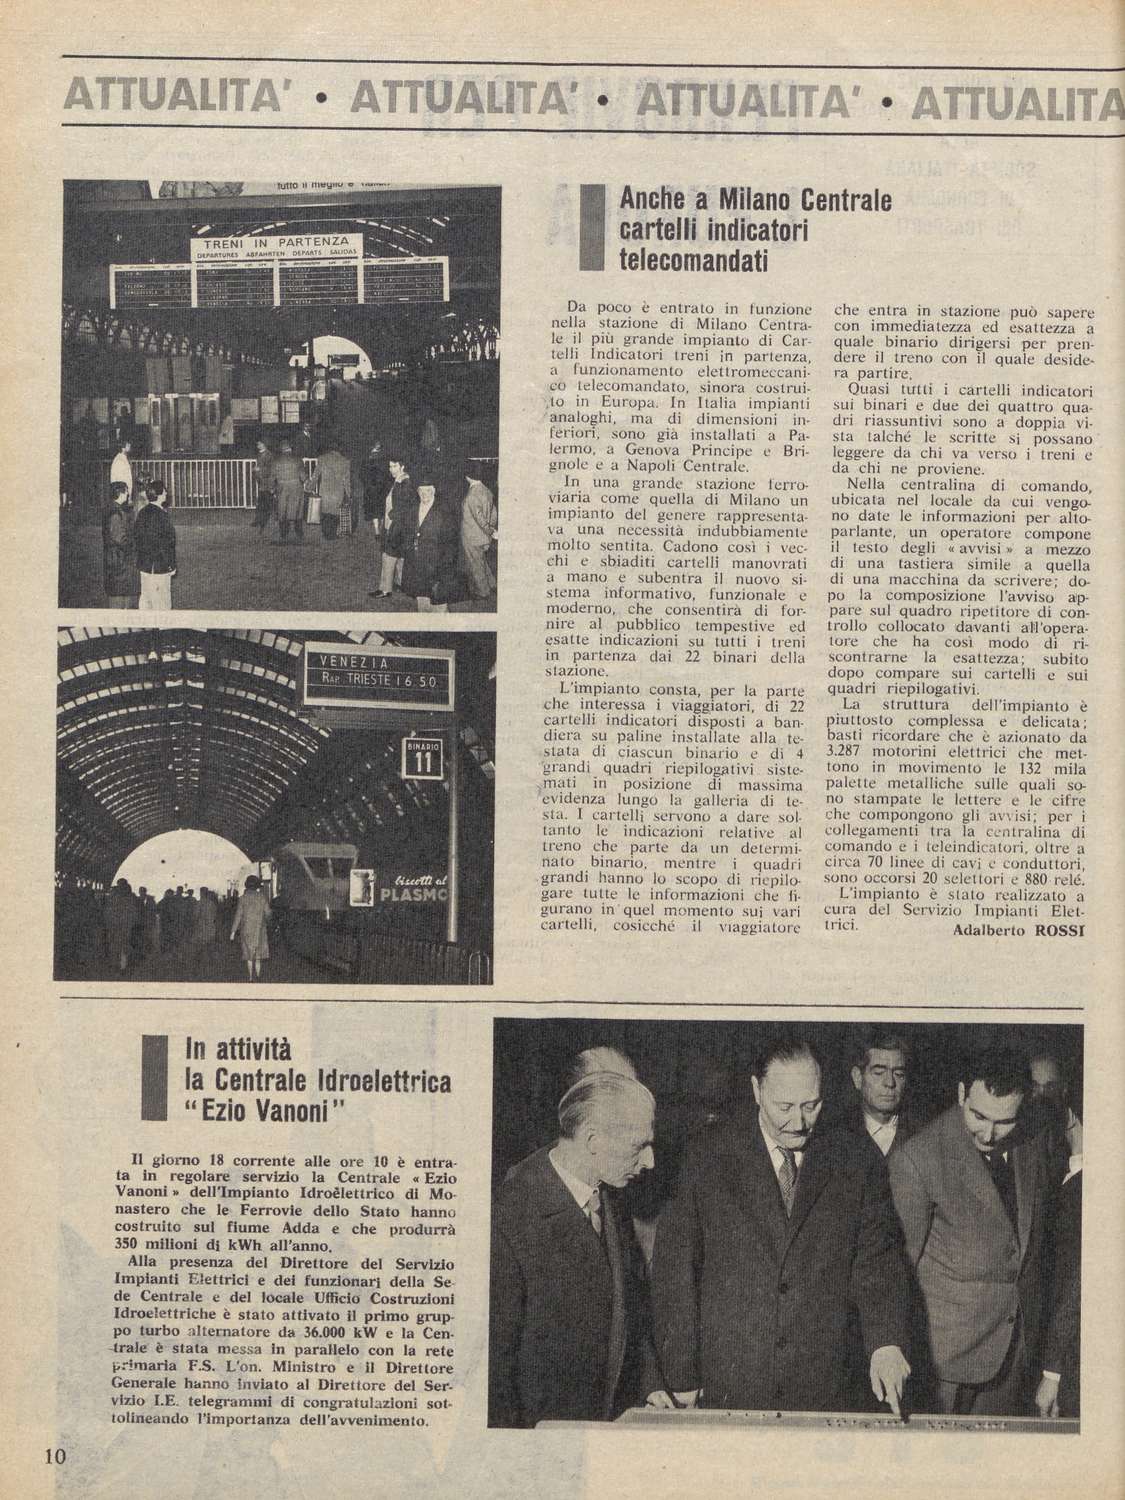 ATTUALITA' • ATTUALITA' • ATTUALITA' • ATTUALITA
tutto il meglio e
TRENI IN PARTENZA
DEPARTURES ABFAHRTEN DEPARTS SALIDAS
VENEZIA
RAP. TRIESTE 16 50
BINARIO
11
biscotti al
PLASMO
Anche a Milano Centrale
cartelli indicatori
telecomandati
Da poco è entrato in funzione
nella stazione di Milano Centra-
le il più grande impianto di Car-
telli Indicatori treni in partenza,
a funzionamento elettromeccani-
co telecomandato, sinora costrui-
to in Europa. In Italia impianti
analoghi, ma di dimensioni in-
feriori, sono già installati a Pa-
lermo, a Genova Principe e Bri-
gnole e a Napoli Centrale.
In una grande stazione ferro-
viaria come quella di Milano un
impianto del genere rappresenta-
va una necessità indubbiamente
molto sentita. Cadono così i vec-
chi e sbiaditi cartelli manovrati
a mano e subentra il nuovo si-
stema informativo, funzionale e
moderno, che consentirà di for-
nire al pubblico tempestive ed
esatte indicazioni su tutti i treni
in partenza dai 22 binari della
stazione.
L'impianto consta, per la parte
che interessa i viaggiatori, di 22
cartelli indicatori disposti a ban-
diera su paline installate alla te-
stata di ciascun binario e di 4
grandi quadri riepilogativi siste-
mati in posizione di massima
evidenza lungo la galleria di te-
sta. I cartelli servono a dare sol-
tanto le indicazioni relative al
treno che parte da un determi-
nato binario, mentre i quadri
grandi hanno lo scopo di riepilo-
gare tutte le informazioni che fi-
gurano in quel momento sui vari
cartelli, cosicché il viaggiatore
che entra in stazione può sapere
con immediatezza ed esattezza a
quale binario dirigersi per pren-
dere il treno con il quale deside-
ra partire.
Quasi tutti i cartelli indicatori
sui binari e due dei quattro qua-
dri riassuntivi sono a doppia vi-
sta talché le scritte si possano
leggere da chi va verso i treni e
da chi ne proviene.
Nella centralina di comando,
ubicata nel locale da cui vengo-
no date le informazioni per alto-
parlante, un operatore compone
il testo degli « avvisi » a mezzo
di una tastiera simile a quella
di una macchina da scrivere; do-
po la composizione l'avviso ap-
pare sul quadro ripetitore di con-
trollo collocato davanti all'opera-
tore che ha così modo di ri-
scontrarne la esattezza; subito
dopo compare sui cartelli e sui
quadri riepilogativi.
La struttura dell'impianto è
piuttosto complessa e delicata;
basti ricordare che è azionato da
3.287 motorini elettrici che met-
tono in movimento le 132 mila
palette metalliche sulle quali so-
no stampate le lettere e le cifre
che compongono gli avvisi; per i
collegamenti tra la centralina di
comando e i teleindicatori, oltre a
circa 70 linee di cavi e conduttori,
sono occorsi 20 selettori e 880 relé.
L'impianto è stato realizzato a
cura del Servizio Impianti Elet-
trici.
Adalberto ROSSI
In attività
la Centrale Idroelettrica
"Ezio Vanoni"
Il giorno 18 corrente alle ore 10 è entra-
ta in regolare servizio la Centrale « Ezio
Vanoni » dell'Impianto Idroèlettrico di Mo-
nastero che le Ferrovie dello Stato hanno
costruito sul fiume Adda e che produrrà
350 milioni di kWh all'anno.
Alla presenza del Direttore del Servizio
Impianti Elettrici e dei funzionari della Se-
de Centrale e del locale Ufficio Costruzioni
Idroelettriche è stato attivato il primo grup-
po turbo alternatore da 36.000 kW e la Cen-
trale è stata messa in parallelo con la rete
primaria F.S. L'on. Ministro e il Direttore
Generale hanno inviato al Direttore del Ser-
vizio I.E. telegrammi di congratulazioni sot-
tolineando l'importanza dell'avvenimento.
10